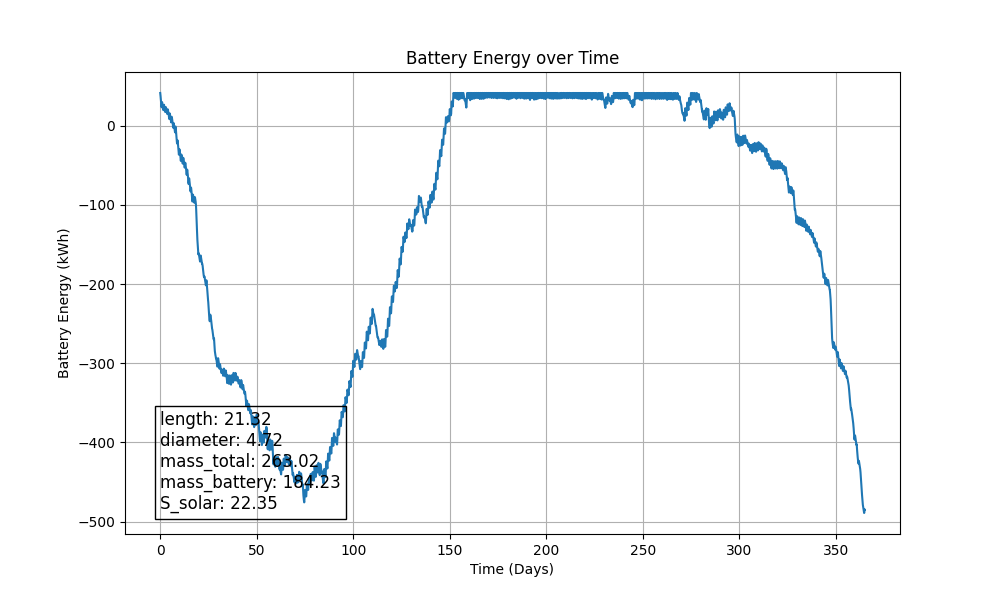 Battery Energy over Time
Battery Energy (kWh)
0
−100
−200
−300
−400
−500
length: 21.32
diameter: 4.72
mass_total: 263.02
mass_battery: 184.23
S_solar: 22.35
0 50 100 150 200 250 300 350
Time (Days)